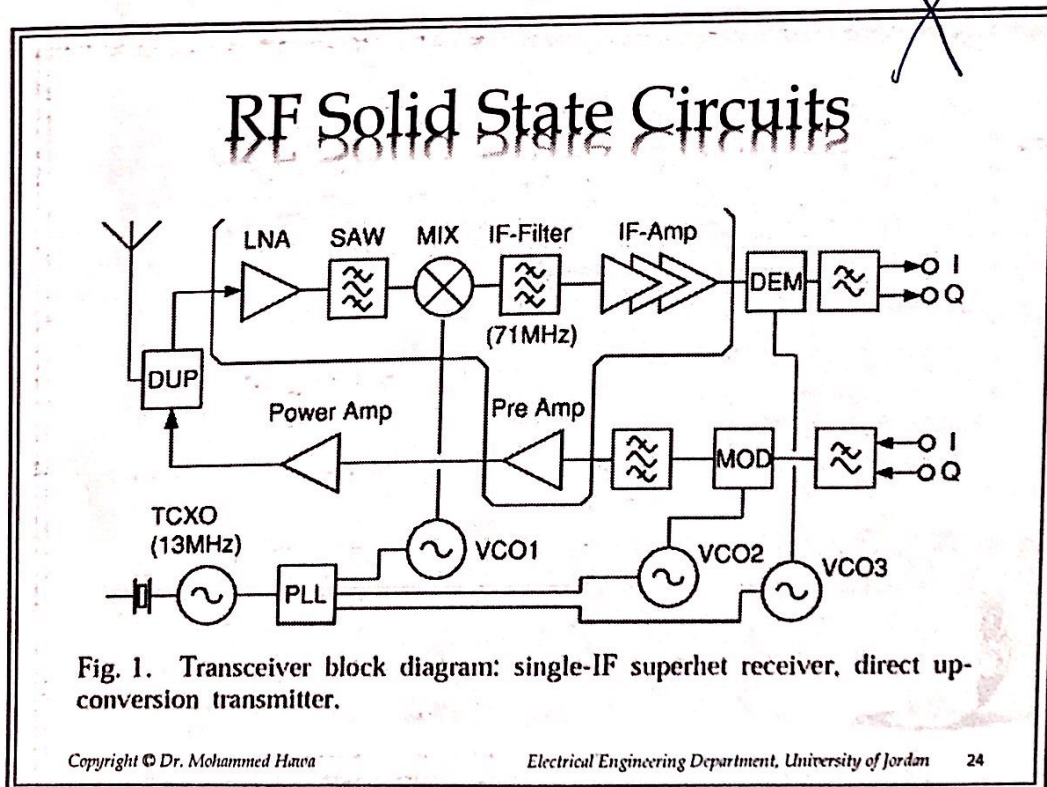 RF Solid State Circuits
LNA SAW MIX IF-Filter IF-Amp
DEM I
Q
(71MHz)
DUP
Power Amp Pre Amp
MOD I
Q
TCXO
(13MHz)
VCO1 VCO2 VCO3
PLL
Fig. 1. Transceiver block diagram: single-IF superhet receiver, direct up-
conversion transmitter.
Copyright © Dr. Mohammed Hawa Electrical Engineering Department, University of Jordan 24